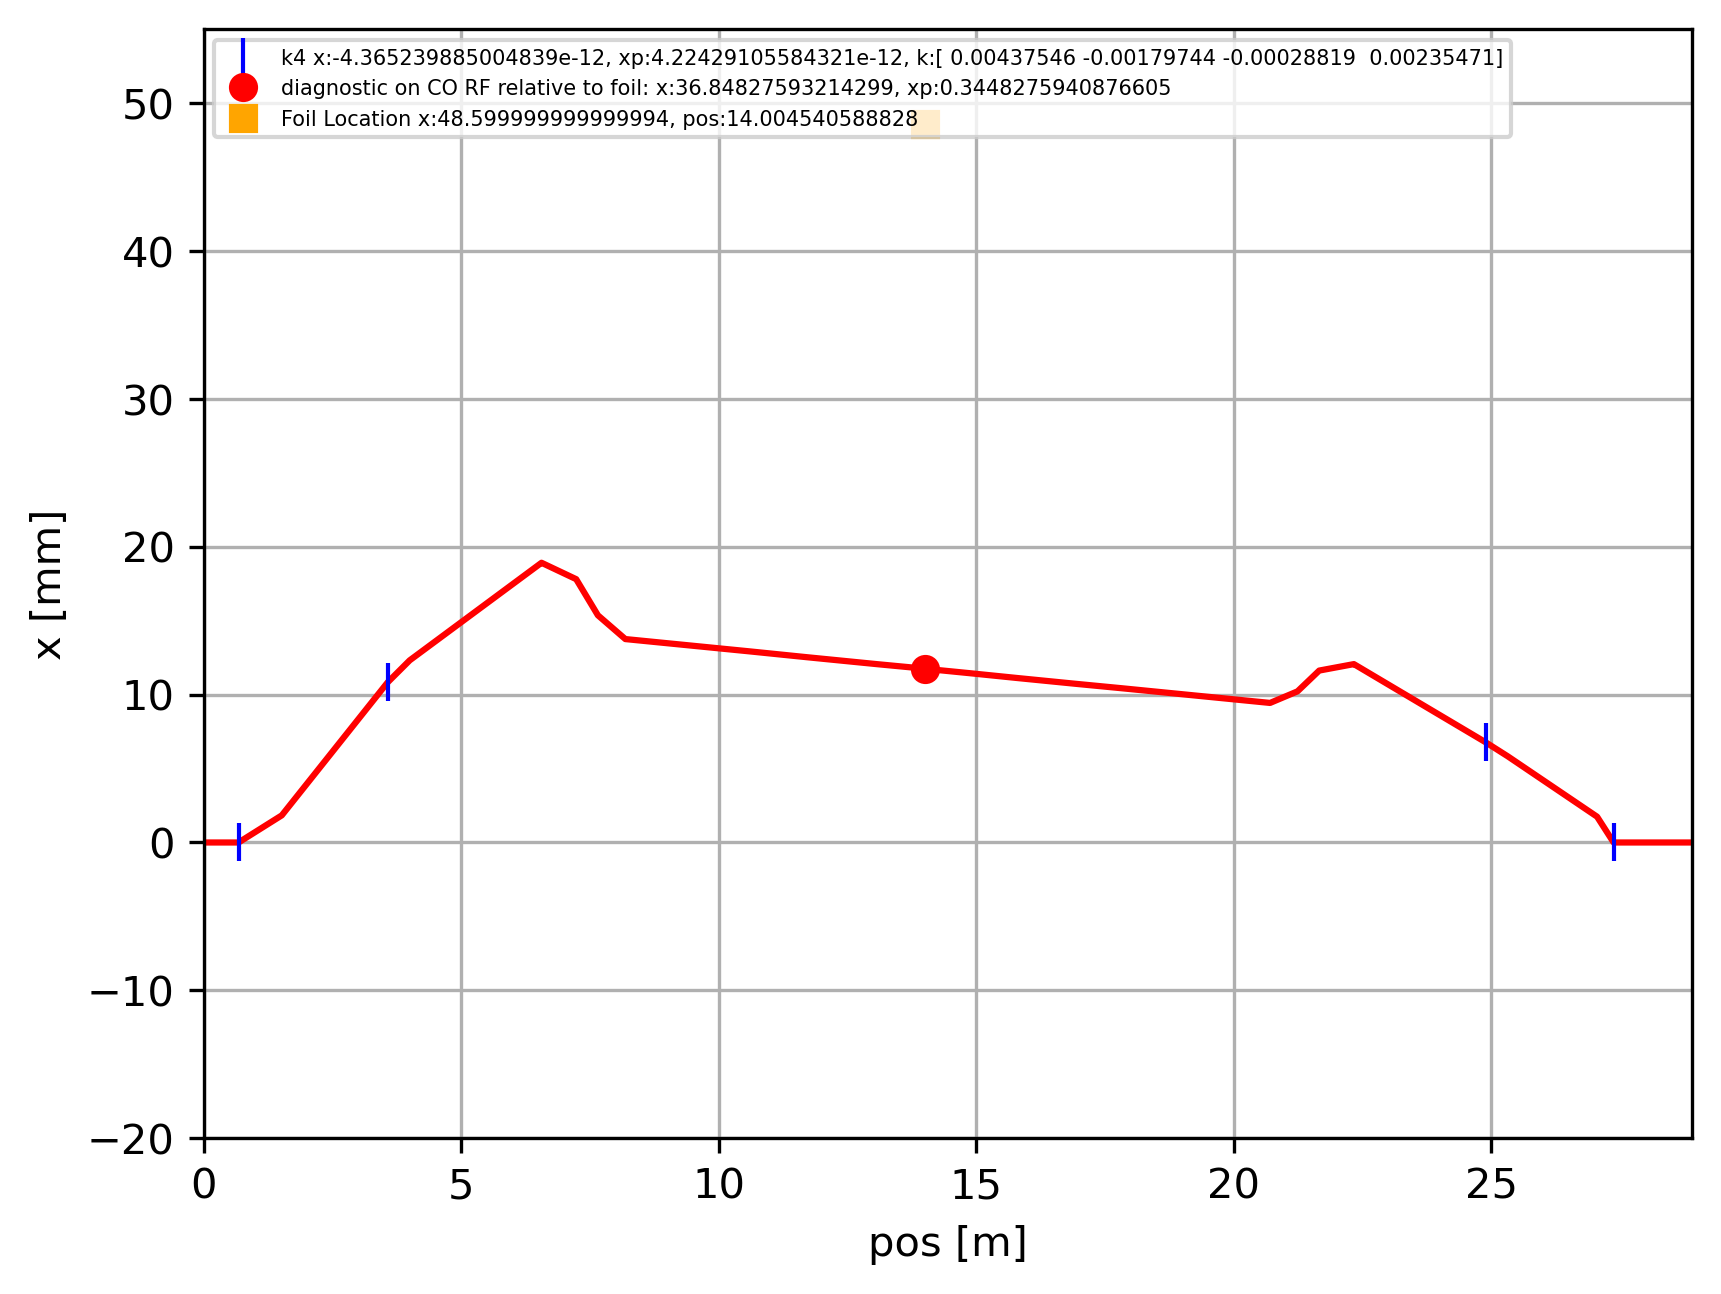 k4 x:-4.365239885004839e-12, xp:4.22429105584321e-12, k:[ 0.00437546 -0.00179744 -0.00028819  0.00235471]
diagnostic on CO RF relative to foil: x:36.84827593214299, xp:0.3448275940876605
Foil Location x:48.599999999999994, pos:14.004540588828
50
40
30
20
10
0
−10
−20
x [mm]
0 5 10 15 20 25
pos [m]